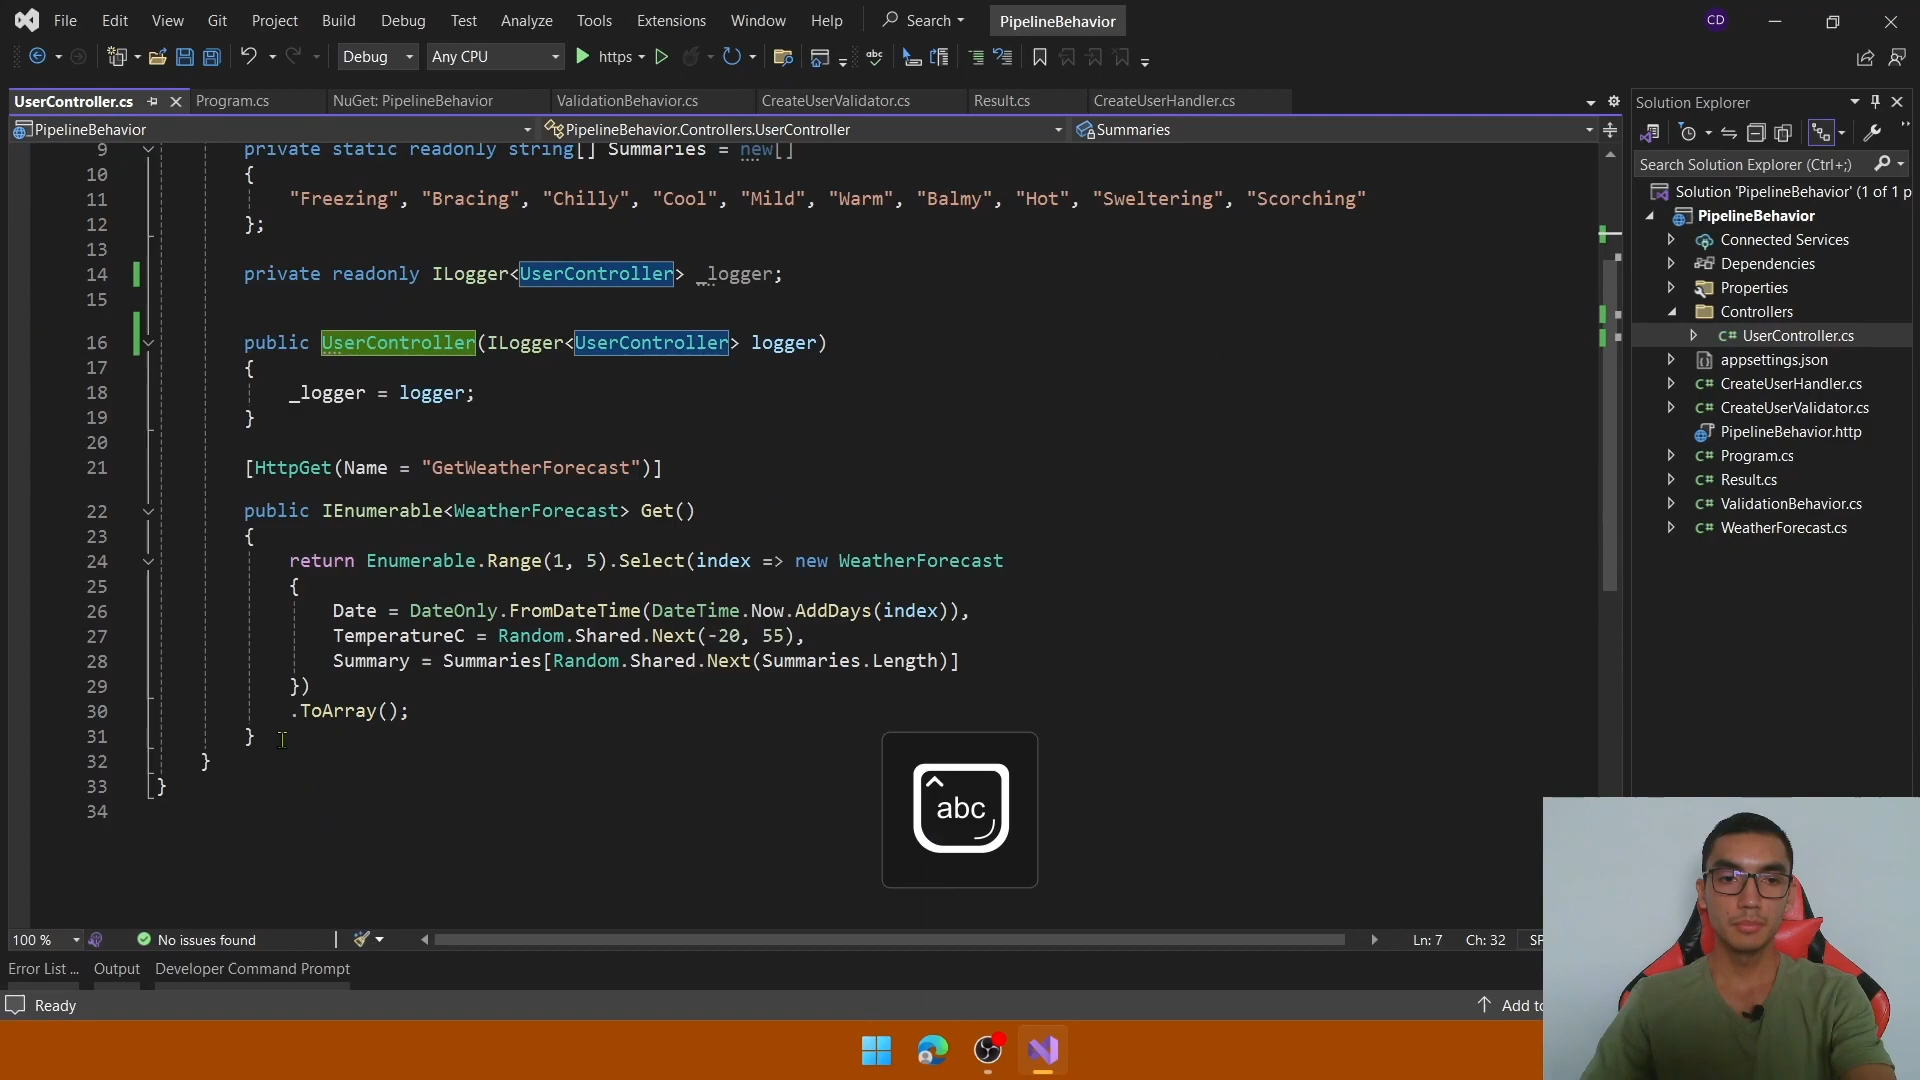 File Edit View Git Project Build Debug Test Analyze Tools Extensions Window Help Search PipelineBehavior CD
Debug Any CPU https
UserController.cs Program.cs NuGet: PipelineBehavior ValidationBehavior.cs CreateUserValidator.cs Result.cs CreateUserHandler.cs
PipelineBehavior PipelineBehavior.Controllers.UserController Summaries
9 private static readonly string[] Summaries = new[]
10 {
11 "Freezing", "Bracing", "Chilly", "Cool", "Mild", "Warm", "Balmy", "Hot", "Sweltering", "Scorching"
12 };
13
14 private readonly ILogger<UserController> _logger;
15
16 public UserController(ILogger<UserController> logger)
17 {
18 _logger = logger;
19 }
20
21 [HttpGet(Name = "GetWeatherForecast")]
22 public IEnumerable<WeatherForecast> Get()
23 {
24 return Enumerable.Range(1, 5).Select(index => new WeatherForecast
25 {
26 Date = DateOnly.FromDateTime(DateTime.Now.AddDays(index)),
27 TemperatureC = Random.Shared.Next(-20, 55),
28 Summary = Summaries[Random.Shared.Next(Summaries.Length)]
29 })
30 .ToArray();
31 }
32 }
33 }
34
abc
100 % No issues found Ln: 7 Ch: 32 SP
Error List ... Output Developer Command Prompt
Ready Add to
Solution Explorer
Search Solution Explorer (Ctrl+;)
Solution 'PipelineBehavior' (1 of 1 p
PipelineBehavior
Connected Services
Dependencies
Properties
Controllers
C# UserController.cs
appsettings.json
C# CreateUserHandler.cs
C# CreateUserValidator.cs
PipelineBehavior.http
C# Program.cs
C# Result.cs
C# ValidationBehavior.cs
C# WeatherForecast.cs